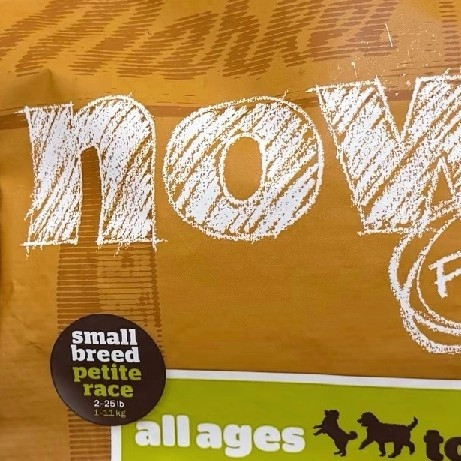 now
small
breed
petite
race
2-25 lb
1-11 kg
all ages